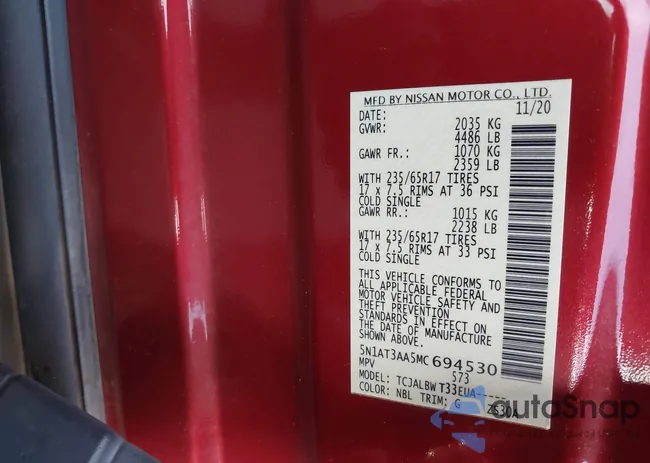 MFD BY NISSAN MOTOR CO., LTD.
DATE: 11/20
GVWR: 2035 KG
4486 LB
GAWR FR.: 1070 KG
2359 LB
WITH 235/65R17 TIRES
17 x 7.5 RIMS AT 36 PSI
COLD SINGLE
GAWR RR.: 1015 KG
2238 LB
WITH 235/65R17 TIRES
17 x 7.5 RIMS AT 33 PSI
COLD SINGLE
THIS VEHICLE CONFORMS TO
ALL APPLICABLE FEDERAL
MOTOR VEHICLE SAFETY AND
THEFT PREVENTION
STANDARDS IN EFFECT ON
THE DATE OF MANUFACTURE
SHOWN ABOVE.
5N1AT3AA5MC694530
MPV 573
MODEL: TCJALBWT33EUA-----
COLOR: NBL TRIM: G 2630A
autoSnap